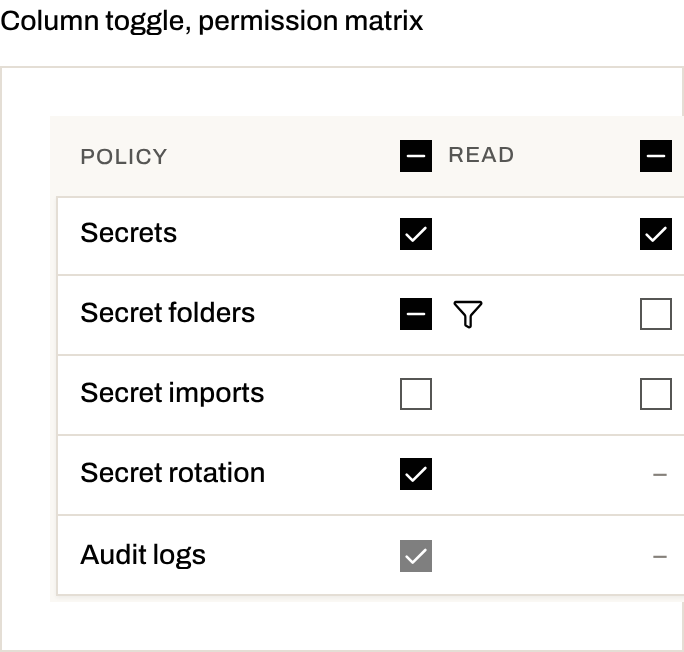 Column toggle, permission matrix
POLICY READ
Secrets
Secret folders
Secret imports
Secret rotation –
Audit logs –